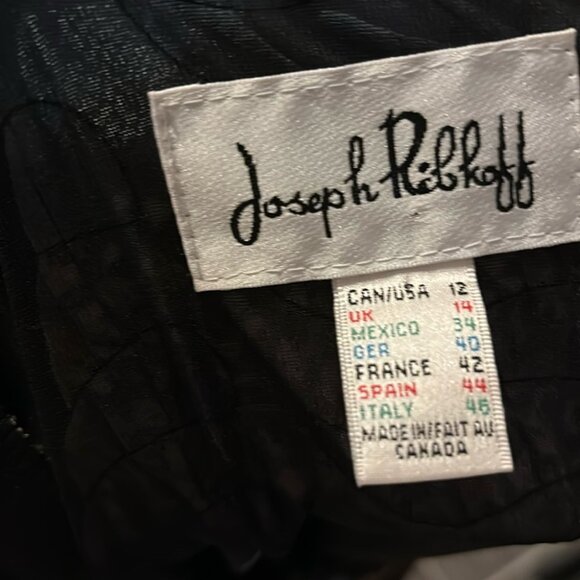 Joseph Ribkoff
CAN/USA 12
UK 14
MEXICO 34
GER 40
FRANCE 42
SPAIN 44
ITALY 46
MADE IN/FAIT AU
CANADA